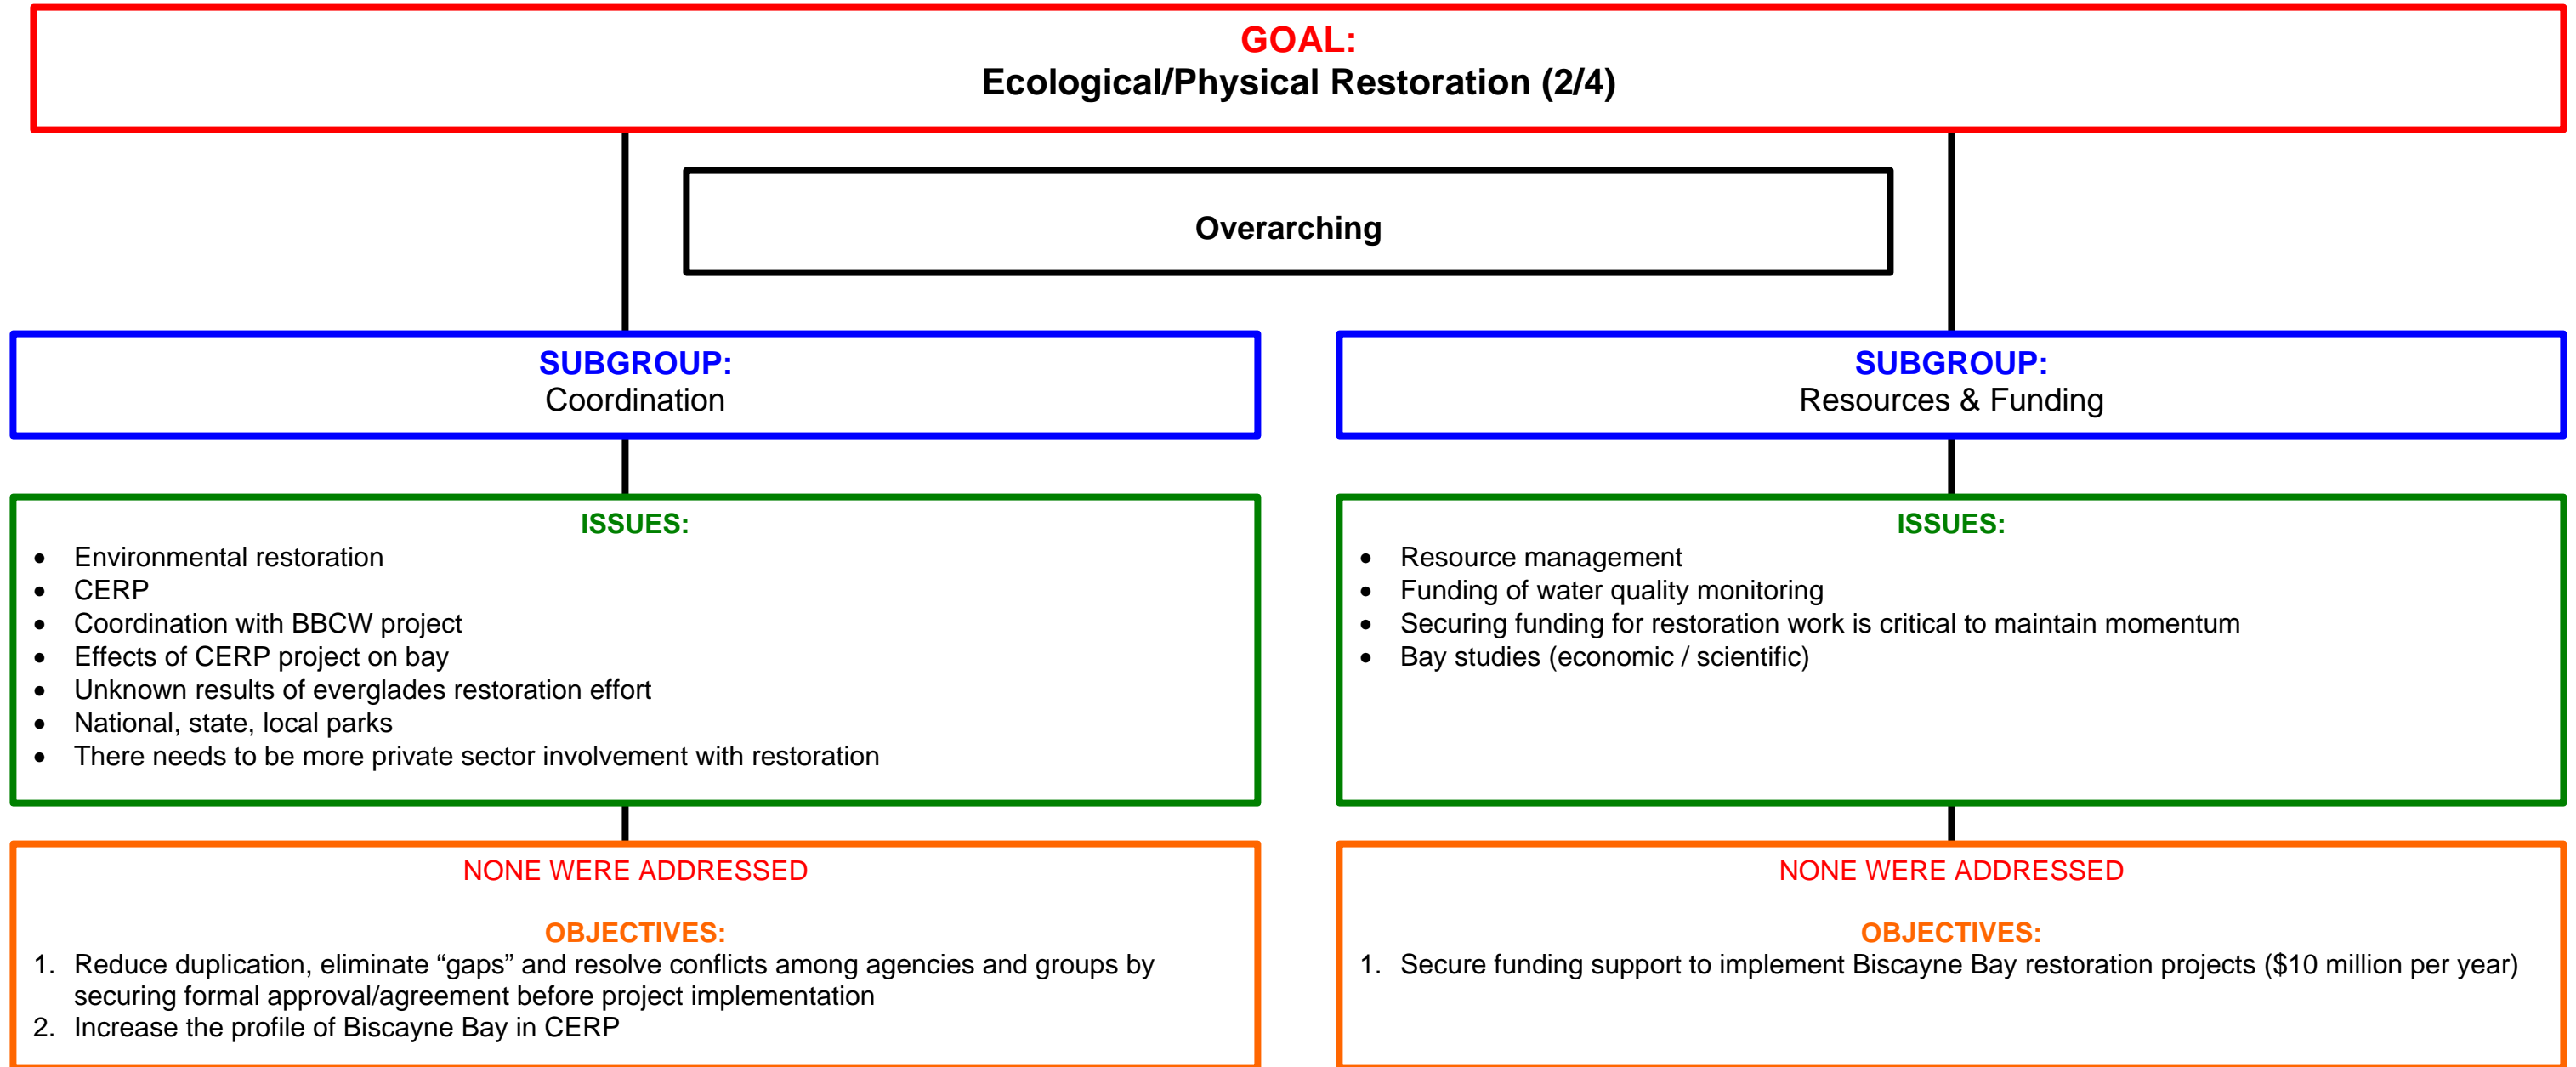 GOAL:
Ecological/Physical Restoration (2/4)
Overarching
SUBGROUP:
Coordination
ISSUES:
• Environmental restoration
• CERP
• Coordination with BBCW project
• Effects of CERP project on bay
• Unknown results of everglades restoration effort
• National, state, local parks
• There needs to be more private sector involvement with restoration
NONE WERE ADDRESSED
OBJECTIVES:
1. Reduce duplication, eliminate “gaps” and resolve conflicts among agencies and groups by
securing formal approval/agreement before project implementation
2. Increase the profile of Biscayne Bay in CERP
SUBGROUP:
Resources & Funding
ISSUES:
• Resource management
• Funding of water quality monitoring
• Securing funding for restoration work is critical to maintain momentum
• Bay studies (economic / scientific)
NONE WERE ADDRESSED
OBJECTIVES:
1. Secure funding support to implement Biscayne Bay restoration projects ($10 million per year)